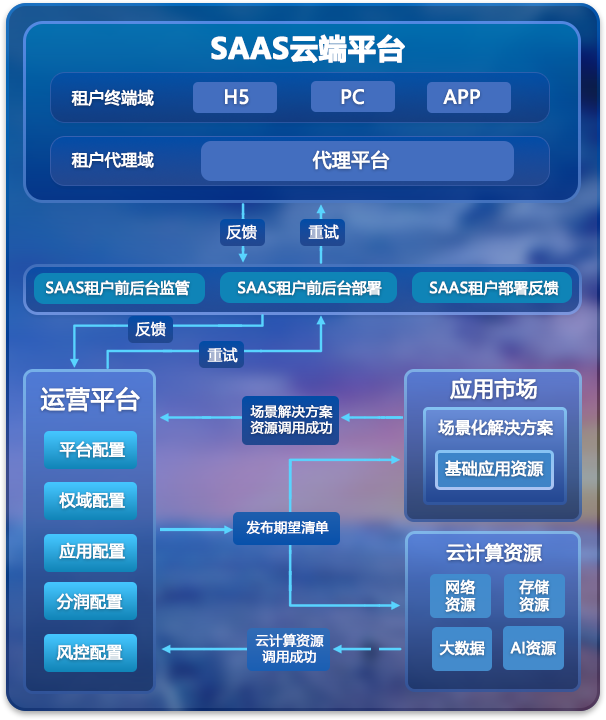 SAAS云端平台
租户终端域
H5
PC
APP
租户代理域
代理平台
反馈
重试
SAAS租户前后台监管
SAAS租户前后台部署
SAAS租户部署反馈
反馈
重试
运营平台
平台配置
权域配置
应用配置
分润配置
风控配置
场景解决方案
资源调用成功
发布期望清单
云计算资源
调用成功
应用市场
场景化解决方案
基础应用资源
云计算资源
网络
资源
存储
资源
大数据
AI资源